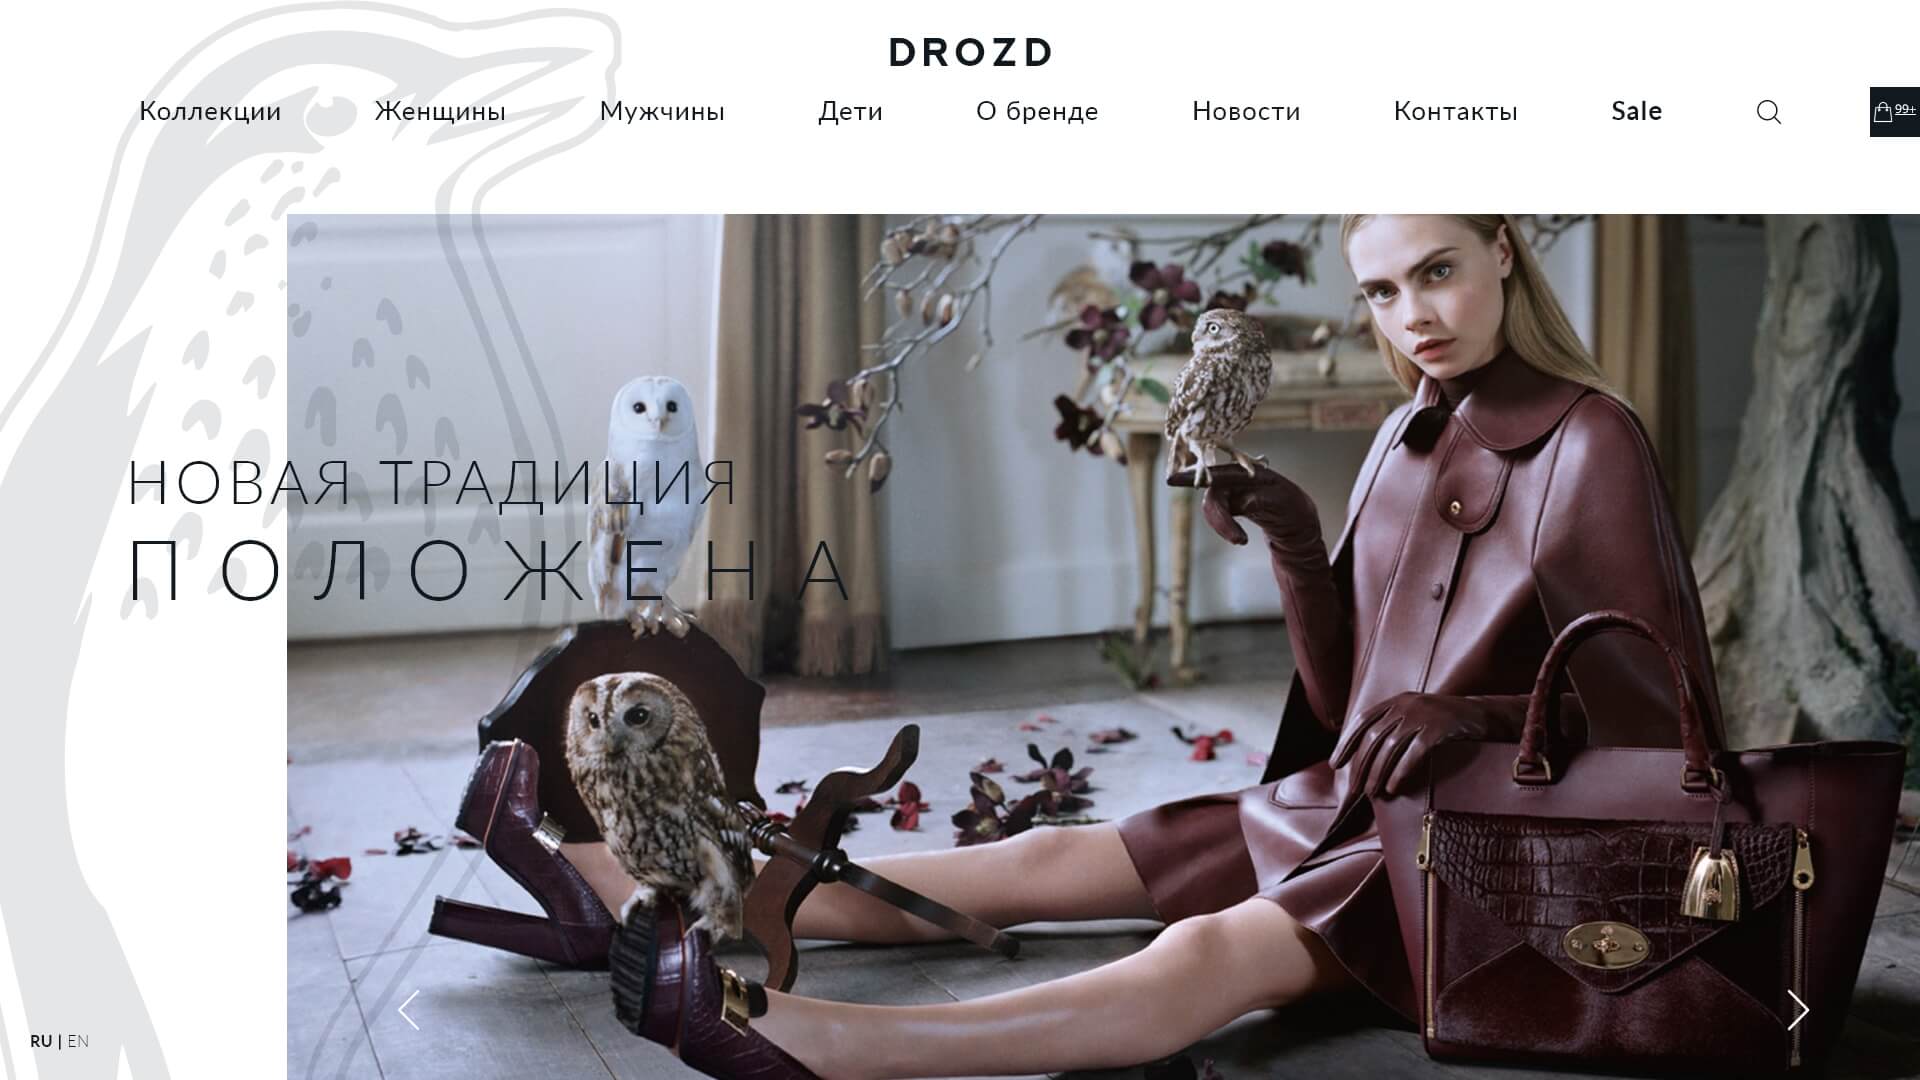 DROZD
Коллекции Женщины Мужчины Дети О бренде Новости Контакты Sale 99+
НОВАЯ ТРАДИЦИЯ
ПОЛОЖЕНА
RU | EN